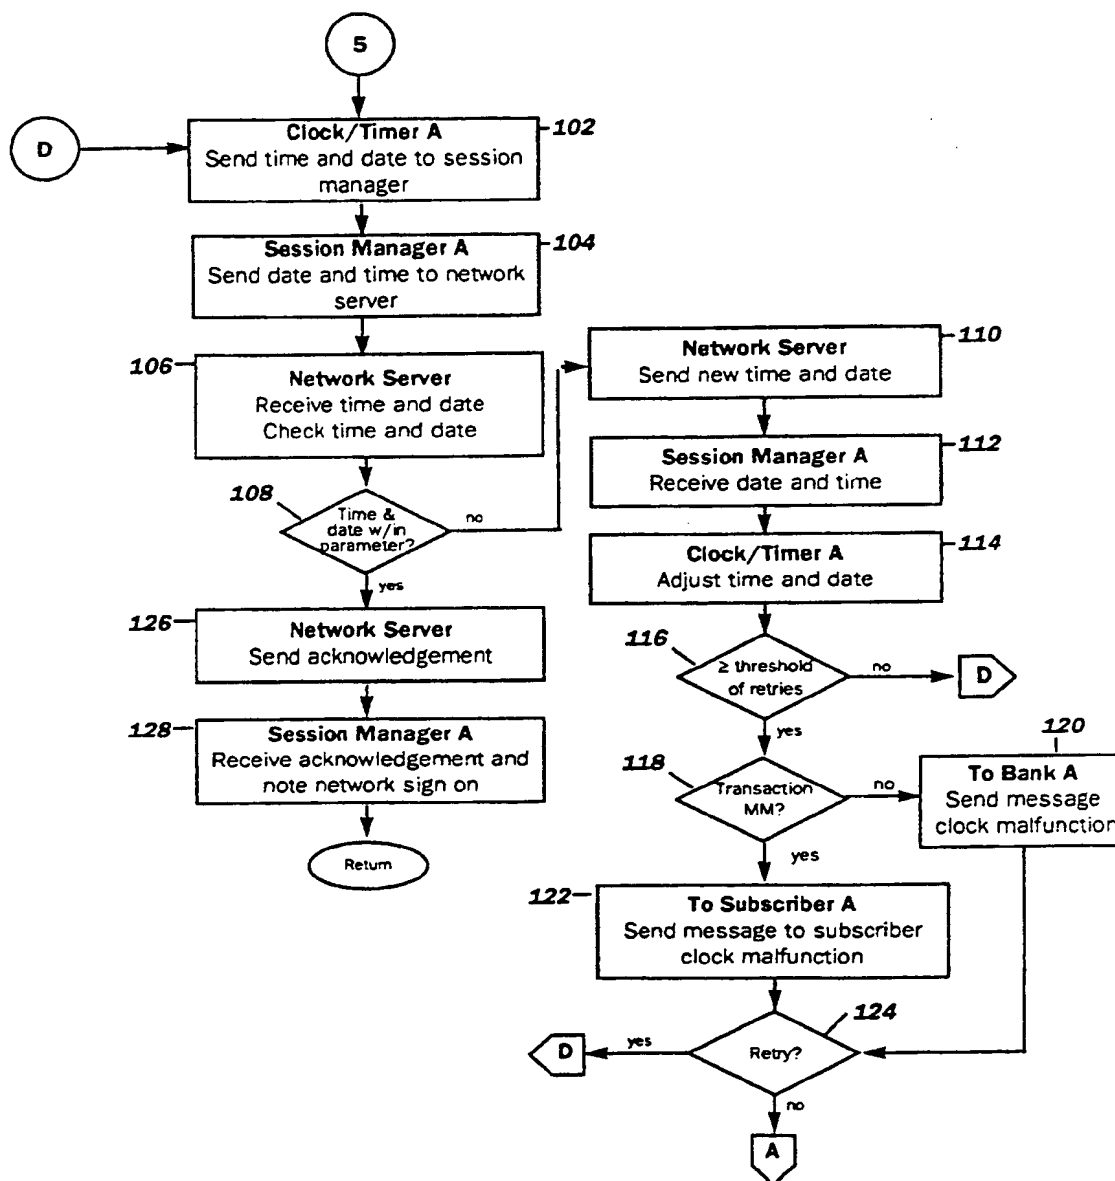 5
D
Clock/Timer A
Send time and date to session
manager
102
Session Manager A
Send date and time to network
server
104
106
Network Server
Receive time and date
Check time and date
108
Time &
date w/in
parameter?
no
yes
126
Network Server
Send acknowledgement
128
Session Manager A
Receive acknowledgement and
note network sign on
Return
Network Server
Send new time and date
110
Session Manager A
Receive date and time
112
Clock/Timer A
Adjust time and date
114
116
≥ threshold
of retries
no
D
yes
118
Transaction
MM?
no
120
To Bank A
Send message
clock malfunction
yes
122
To Subscriber A
Send message to subscriber
clock malfunction
124
Retry?
yes
D
no
A